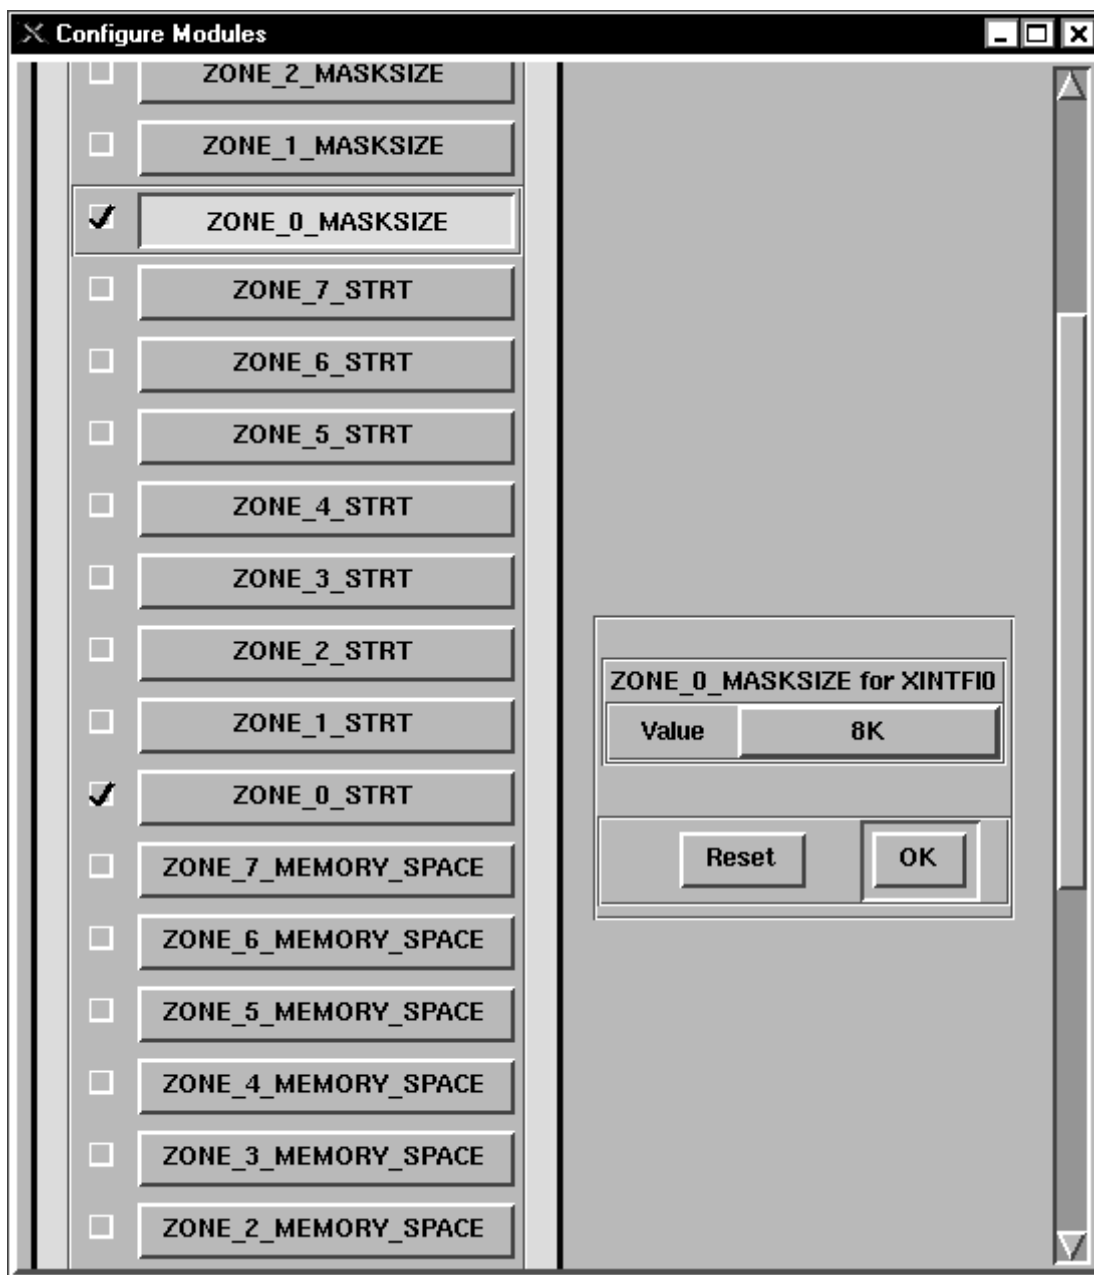 Configure Modules
ZONE_2_MASKSIZE
ZONE_1_MASKSIZE
ZONE_0_MASKSIZE
ZONE_7_STRT
ZONE_6_STRT
ZONE_5_STRT
ZONE_4_STRT
ZONE_3_STRT
ZONE_2_STRT
ZONE_1_STRT
ZONE_0_STRT
ZONE_7_MEMORY_SPACE
ZONE_6_MEMORY_SPACE
ZONE_5_MEMORY_SPACE
ZONE_4_MEMORY_SPACE
ZONE_3_MEMORY_SPACE
ZONE_2_MEMORY_SPACE
ZONE_0_MASKSIZE for XINTFI0
Value 8K
Reset OK